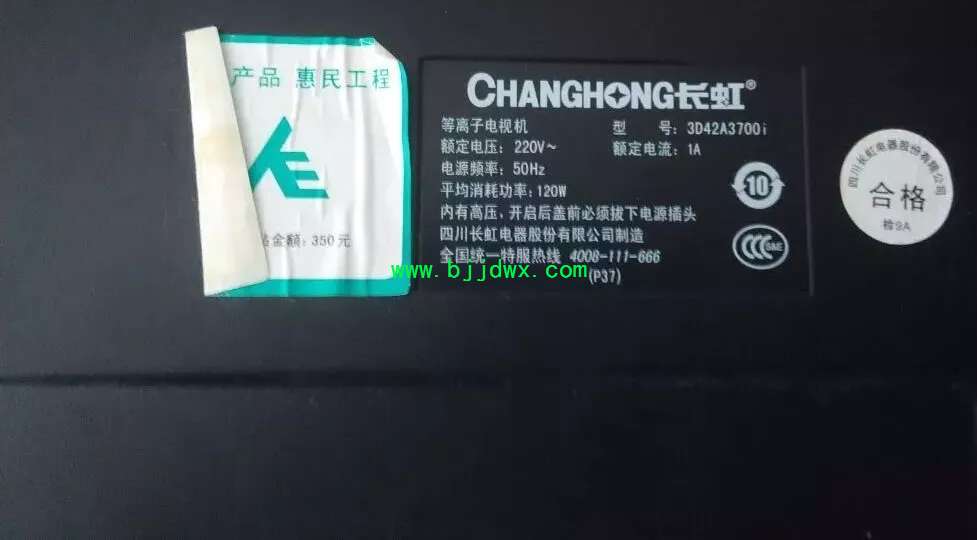 产品 惠民工程
金额：350元
CHANGHONG长虹®
等离子电视机 型 号：3D42A3700i
额定电压：220V～ 额定电流：1A
电源频率：50Hz
平均消耗功率：120W
10
内有高压，开启后盖前必须拔下电源插头
四川长虹电器股份有限公司制造
CCC S&E
全国统一特服热线 4008-111-666
(P37)
www.bjjdwx.com
四川长虹电器股份有限公司
合格
检9A